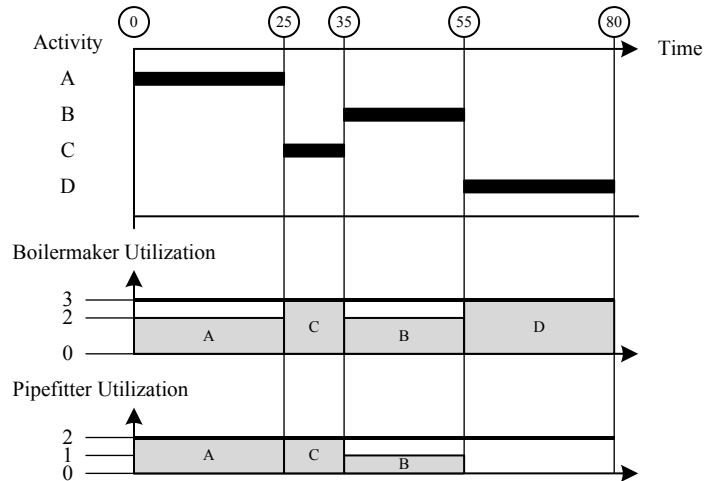 0 25 35 55 80
Activity Time
A
B
C
D
Boilermaker Utilization
3
2
A C B D
0
Pipefitter Utilization
2
1
A C B
0